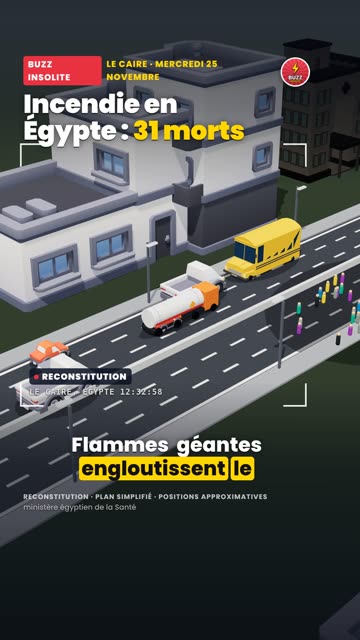 BUZZ INSOLITE
LE CAIRE · MERCREDI 25 NOVEMBRE
BUZZ
Incendie en
Égypte : 31 morts
RECONSTITUTION
LE CAIRE · ÉGYPTE 12:32:58
Flammes géantes
engloutissent le
RECONSTITUTION · PLAN SIMPLIFIÉ · POSITIONS APPROXIMATIVES
ministère égyptien de la Santé